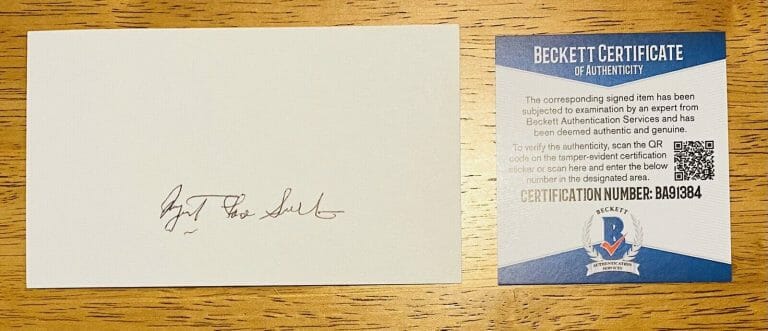 BECKETT CERTIFICATE
OF AUTHENTICITY
The corresponding signed item has been
subjected to examination by an expert from
Beckett Authentication Services and has
been deemed authentic and genuine.
To verify the authenticity, scan the QR
code on the tamper-evident certification
sticker or scan here and enter the below
number in the designated area.
CERTIFICATION NUMBER: BA91384
BECKETT
B
AUTHENTICATION
SERVICES